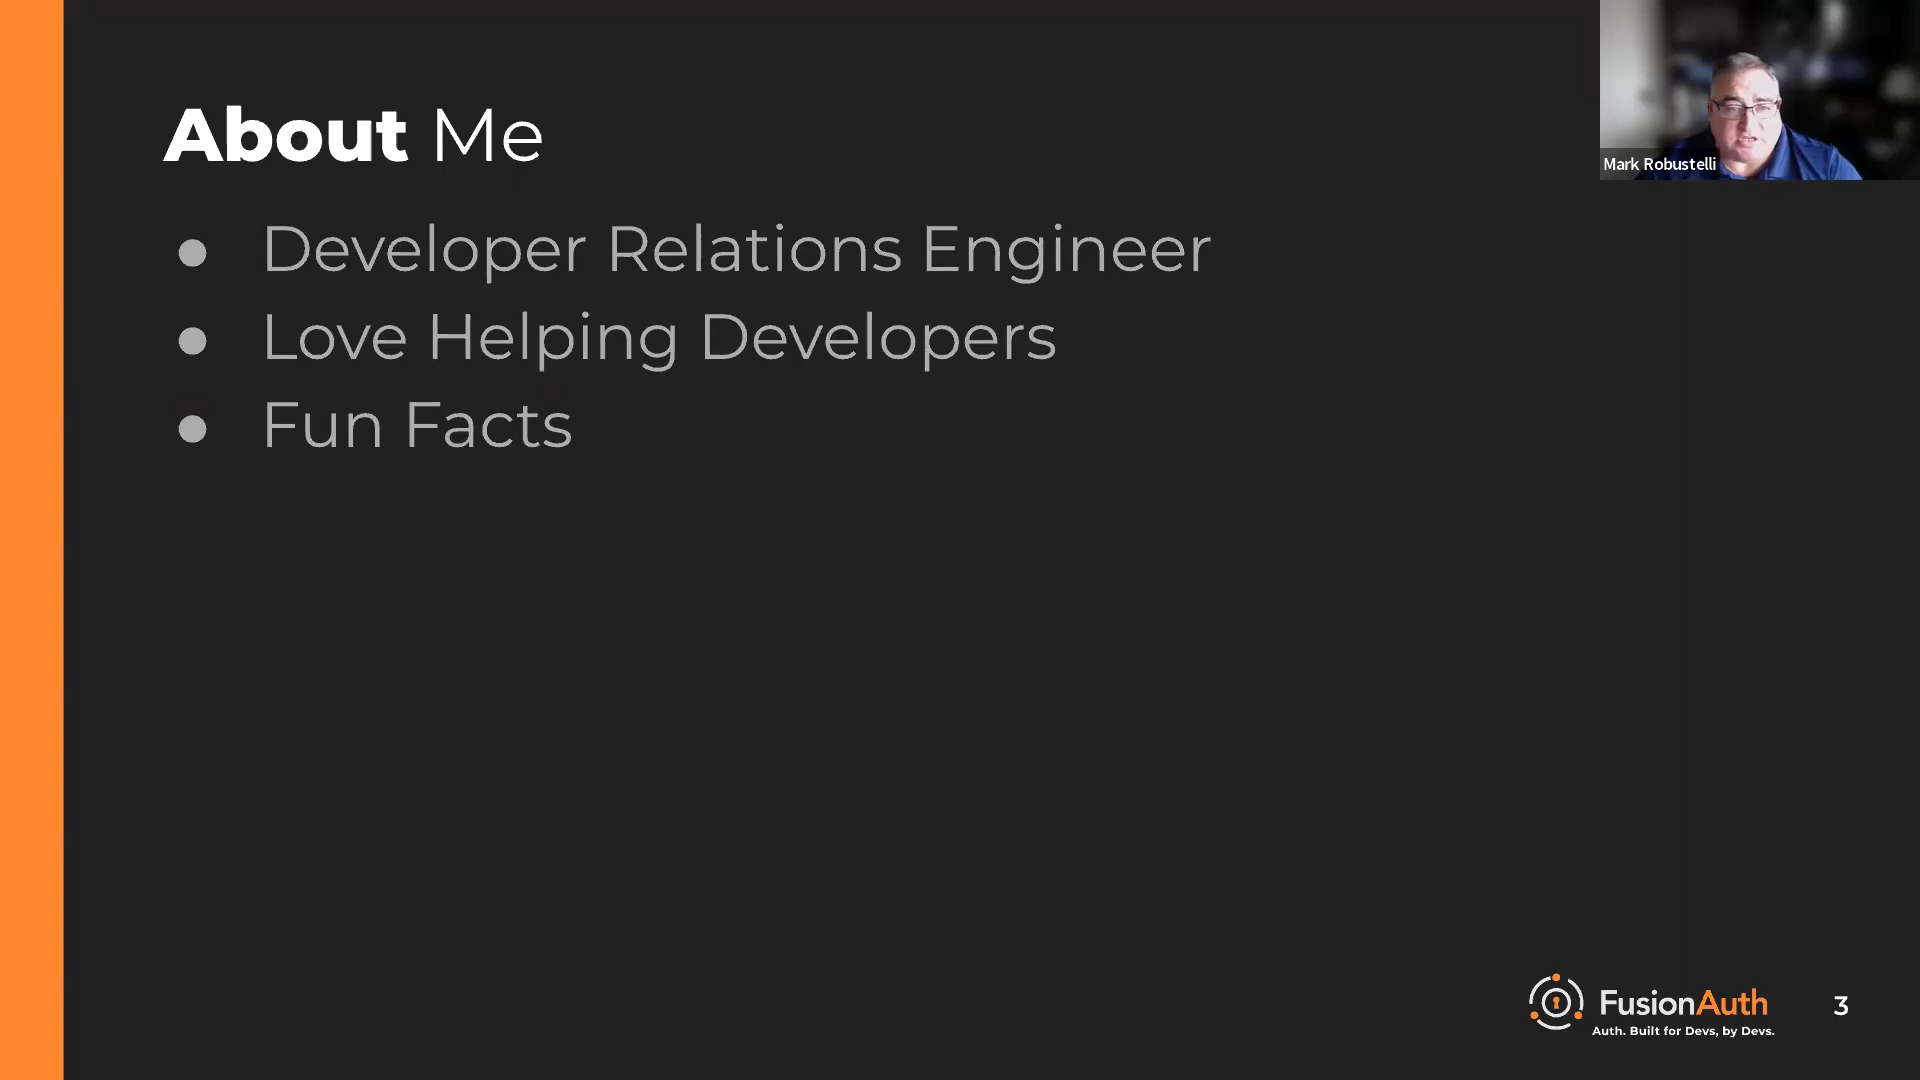 About Me
Mark Robustelli
● Developer Relations Engineer
● Love Helping Developers
● Fun Facts
FusionAuth
Auth. Built for Devs, by Devs.
3